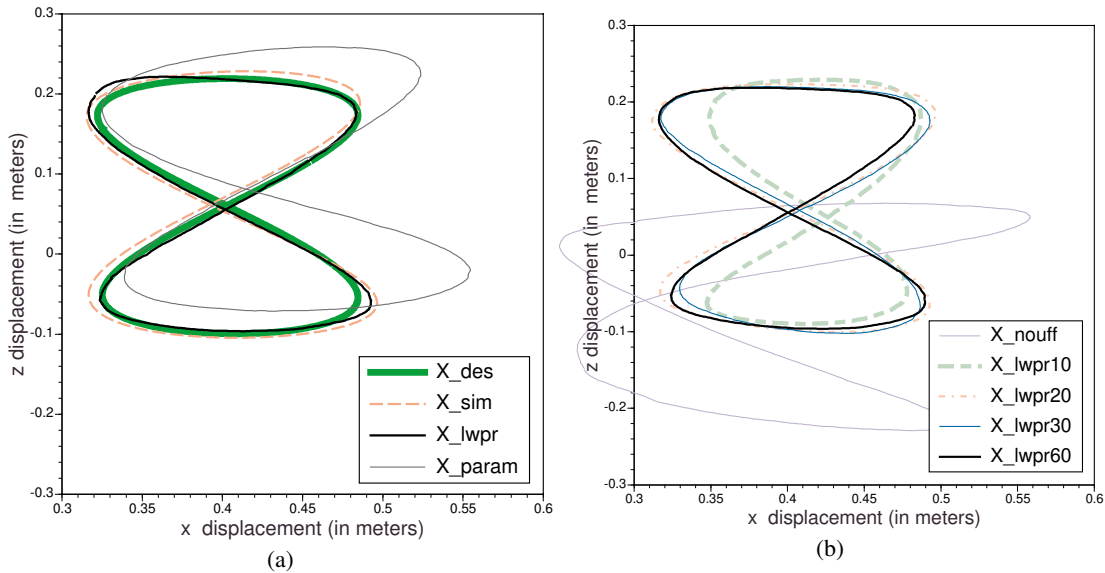 0.3
0.2
0.1
0
-0.1
-0.2
-0.3
z displacement (in meters)
X_des
X_sim
X_lwpr
X_param
0.3 0.35 0.4 0.45 0.5 0.55 0.6
x displacement (in meters)
(a)
0.3
0.2
0.1
0
-0.1
-0.2
-0.3
z displacement (in meters)
X_nouff
X_lwpr10
X_lwpr20
X_lwpr30
X_lwpr60
0.3 0.35 0.4 0.45 0.5 0.55 0.6
x displacement (in meters)
(b)